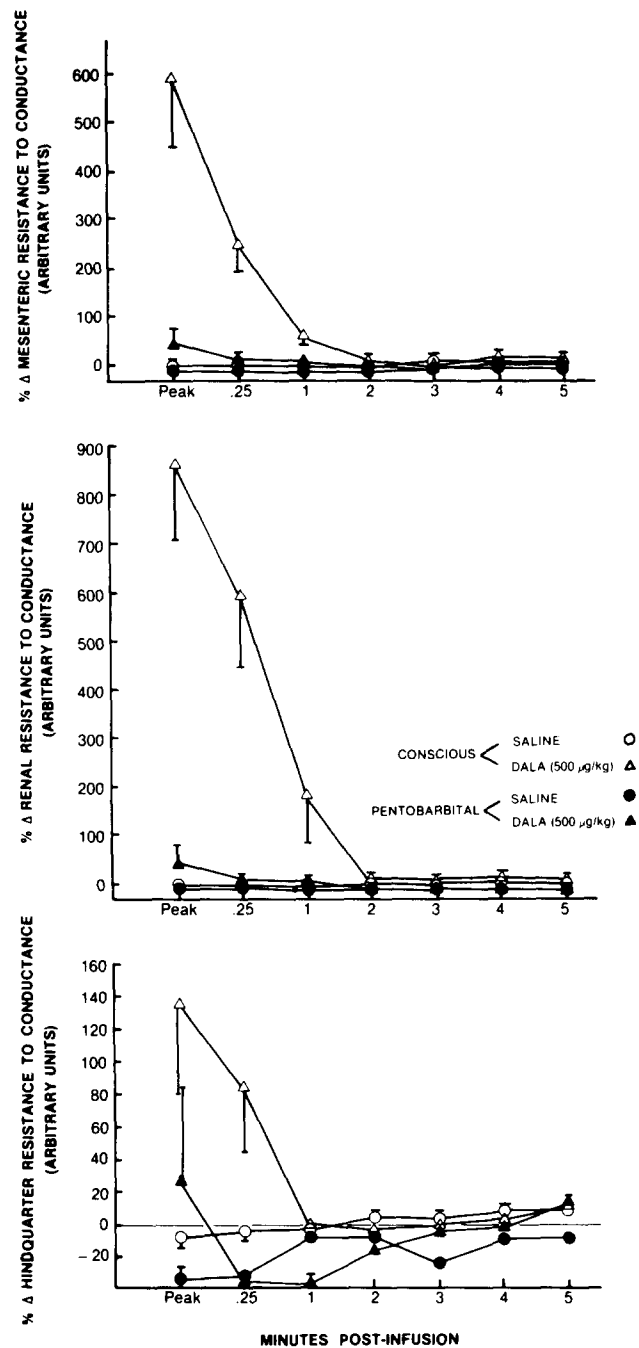 % Δ MESENTERIC RESISTANCE TO CONDUCTANCE
(ARBITRARY UNITS)
600
500
400
300
200
100
0
Peak .25 1 2 3 4 5
% Δ RENAL RESISTANCE TO CONDUCTANCE
(ARBITRARY UNITS)
900
800
700
600
500
400
300
200
100
0
CONSCIOUS
SALINE
DALA (500 µg/kg)
PENTOBARBITAL
SALINE
DALA (500 µg/kg)
Peak .25 1 2 3 4 5
% Δ HINDQUARTER RESISTANCE TO CONDUCTANCE
(ARBITRARY UNITS)
160
140
120
100
80
60
40
20
0
−20
Peak .25 1 2 3 4 5
MINUTES POST-INFUSION